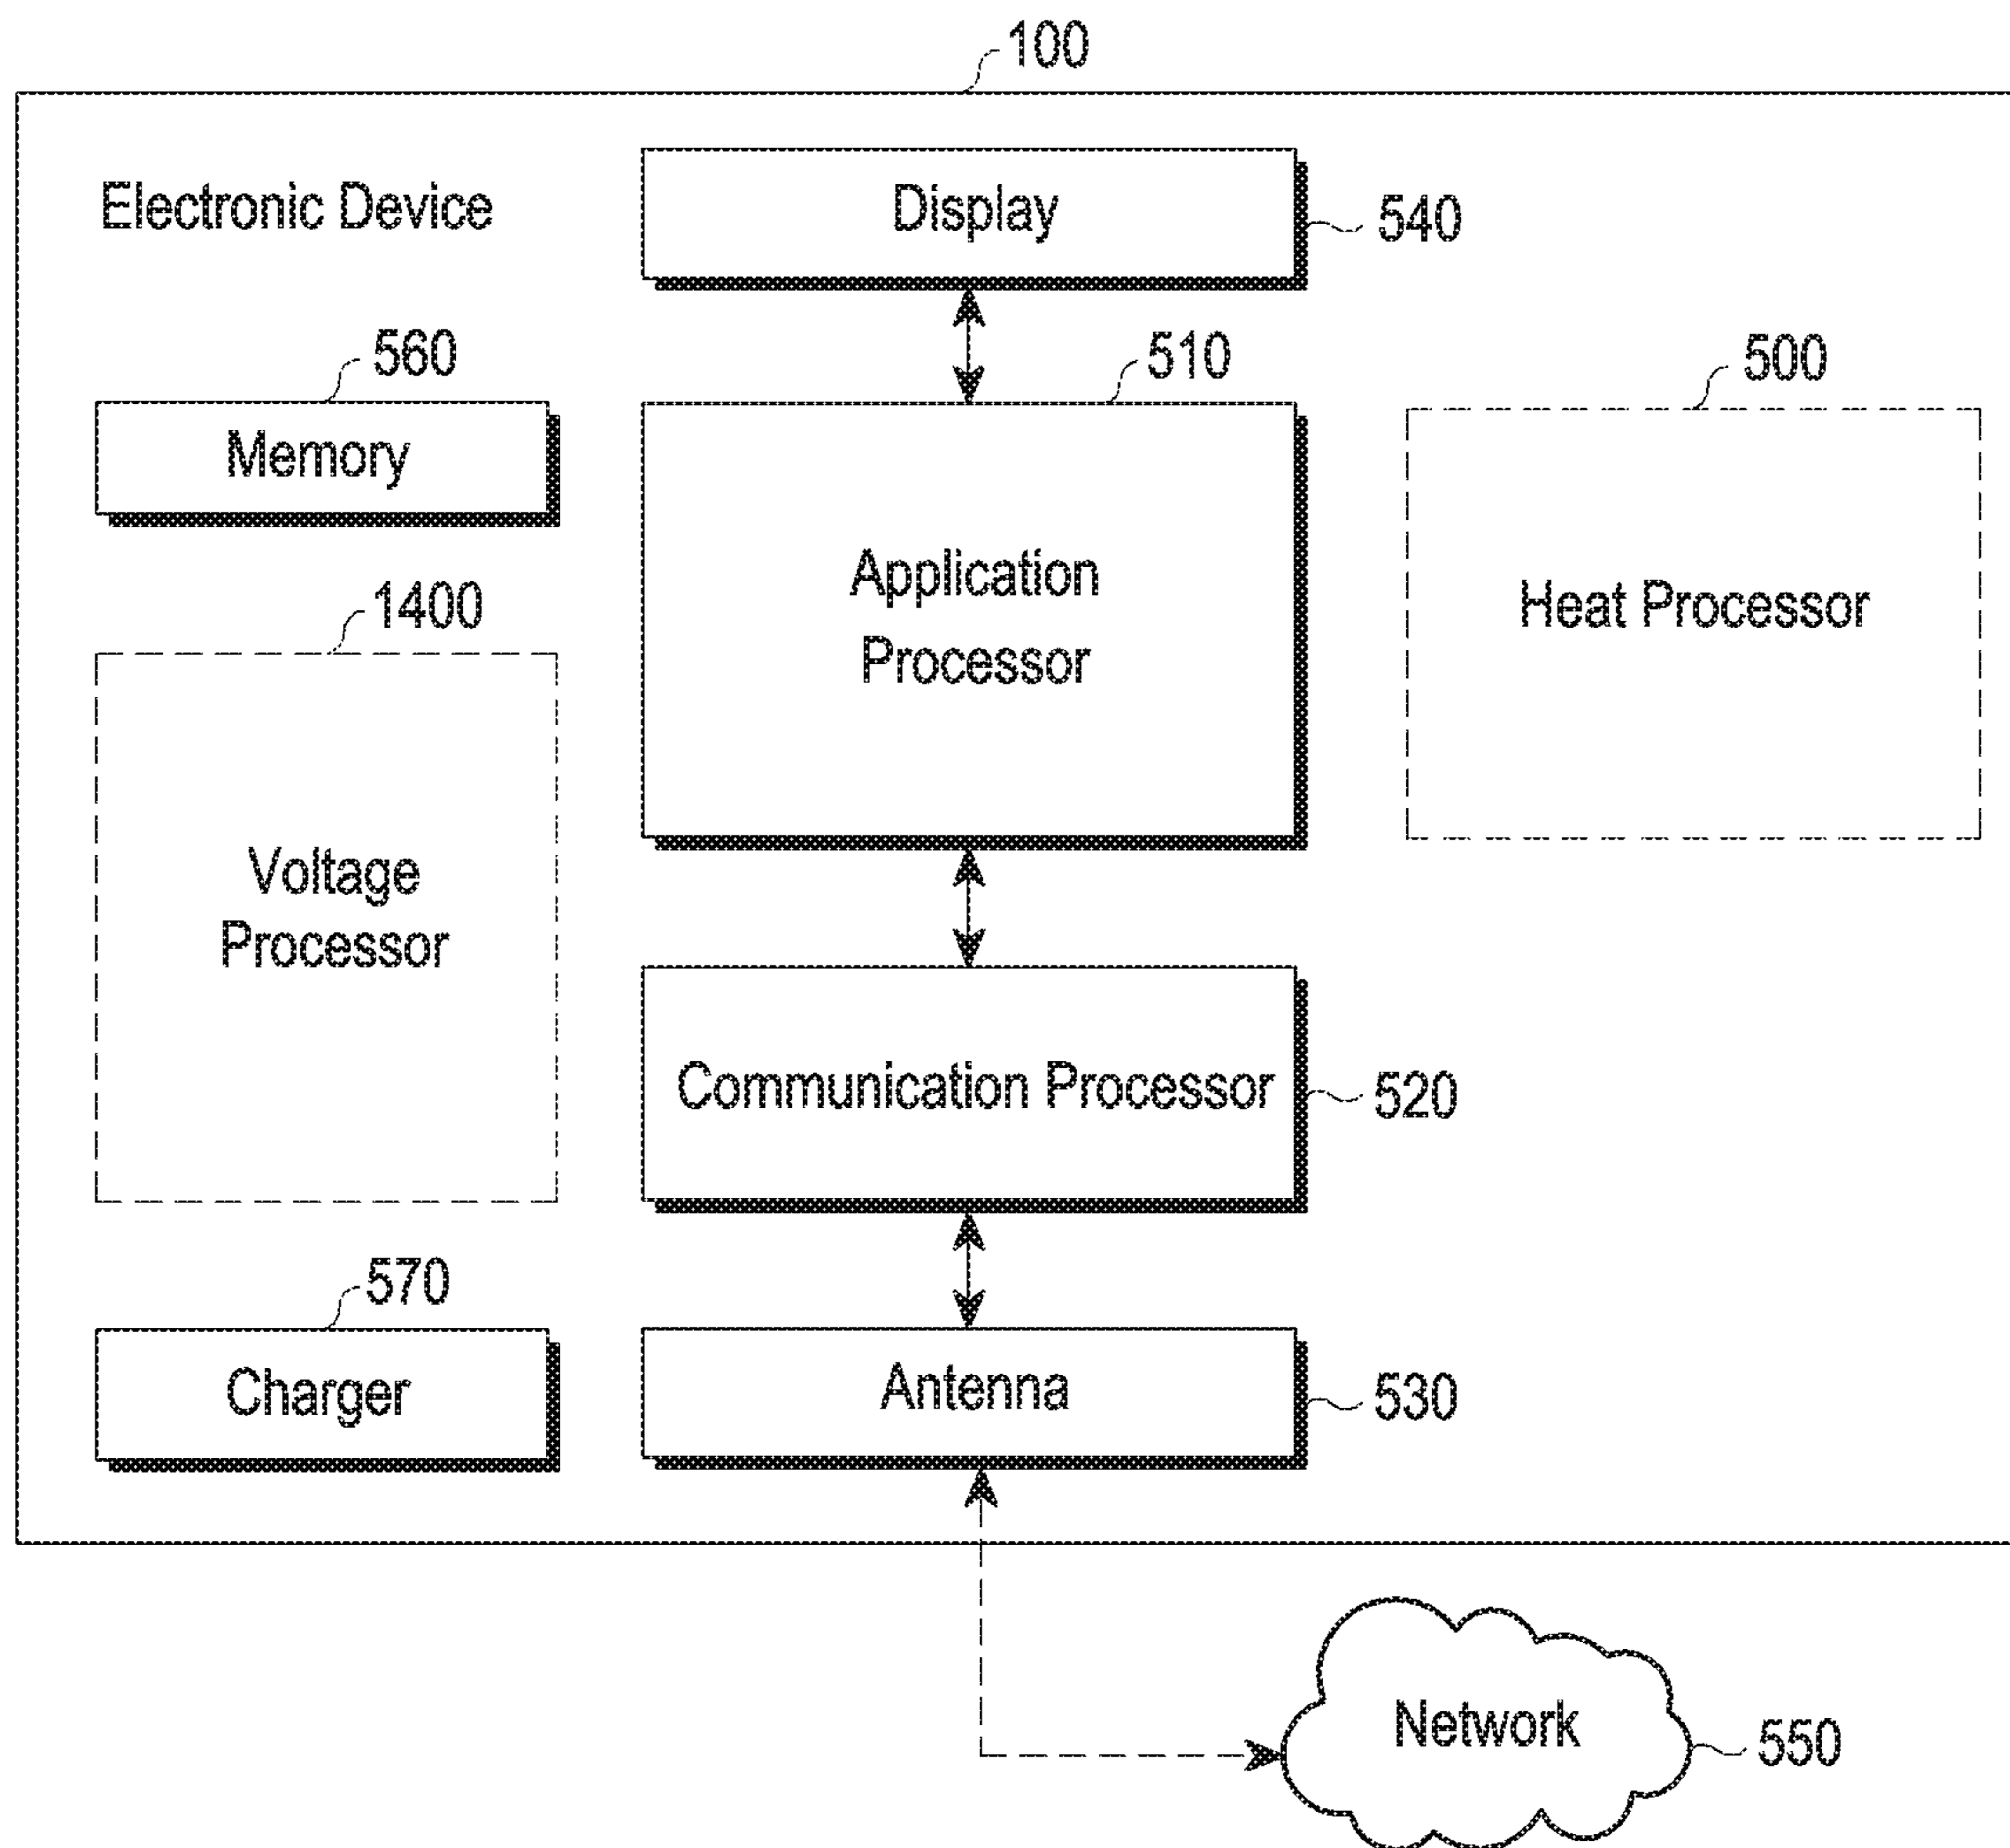 100
Electronic Device
Display
540
560
510
500
Memory
Application
Processor
Heat Processor
1400
Voltage
Processor
Communication Processor
520
570
Charger
Antenna
530
Network
550